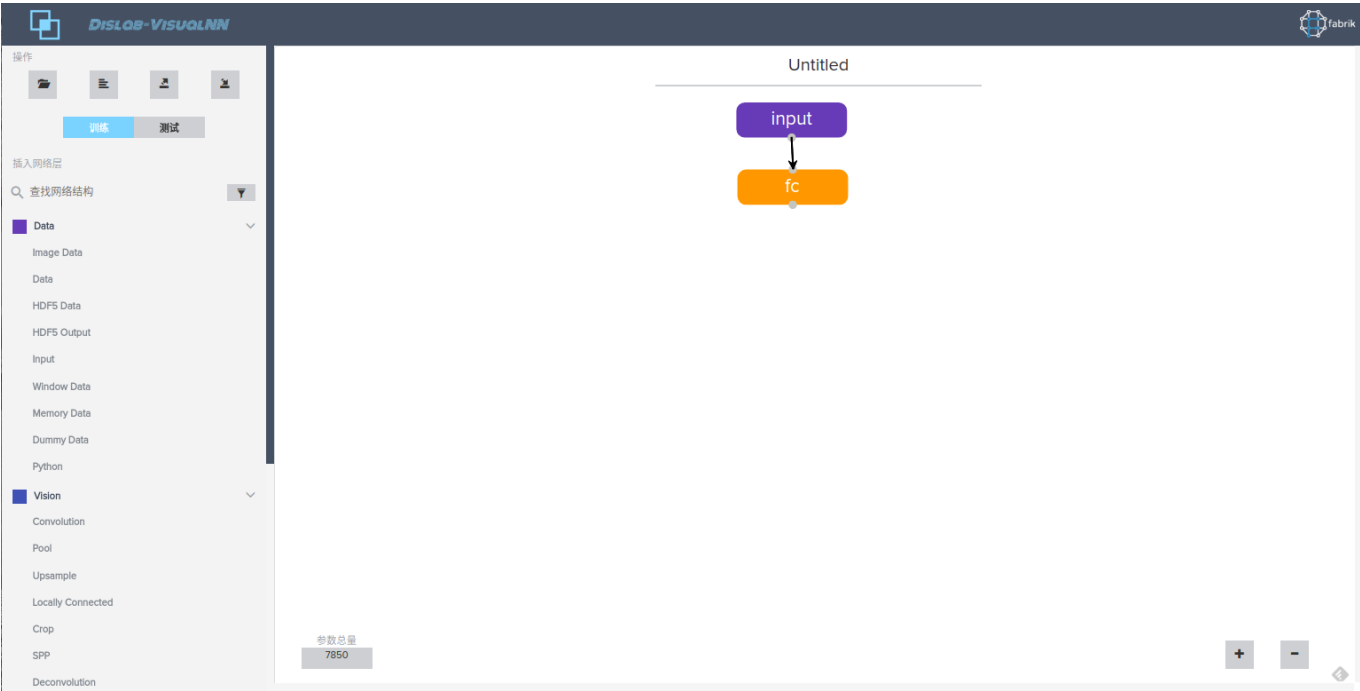 DISLAB-VISUALNN
fabrik
操作
训练
测试
插入网络层
查找网络结构
Data
Image Data
Data
HDF5 Data
HDF5 Output
Input
Window Data
Memory Data
Dummy Data
Python
Vision
Convolution
Pool
Upsample
Locally Connected
Crop
SPP
Deconvolution
Untitled
input
fc
参数总量
7850
+
-